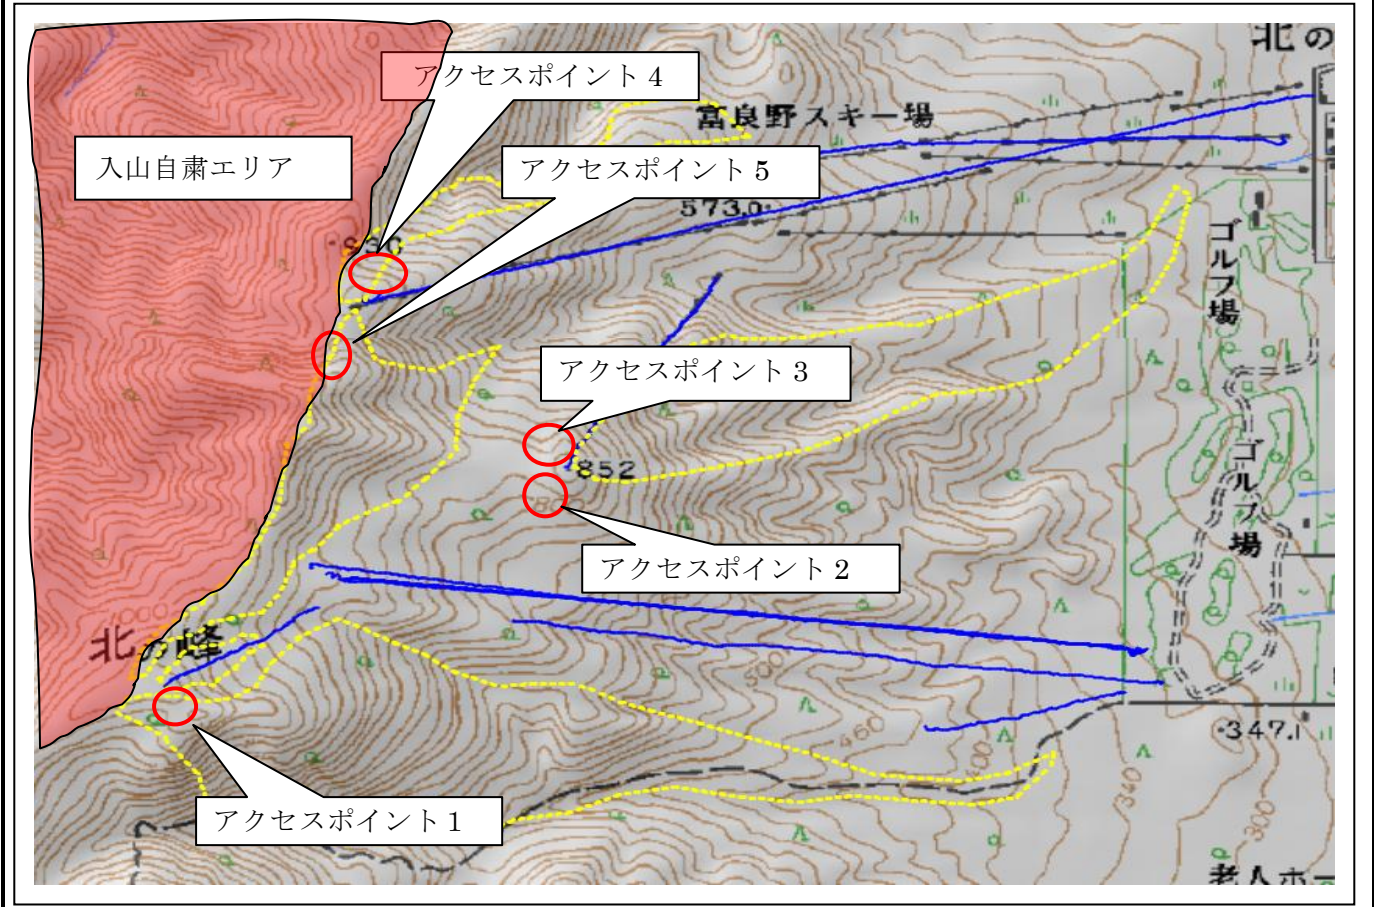 北の
アクセスポイント 4
富良野スキー場
入山自粛エリア
アクセスポイント 5
573.0
ゴルフ場
アクセスポイント 3
852
ゴルフ場
アクセスポイント 2
北の峰
500
460
400
347.1
340
300
アクセスポイント 1
老人ホー